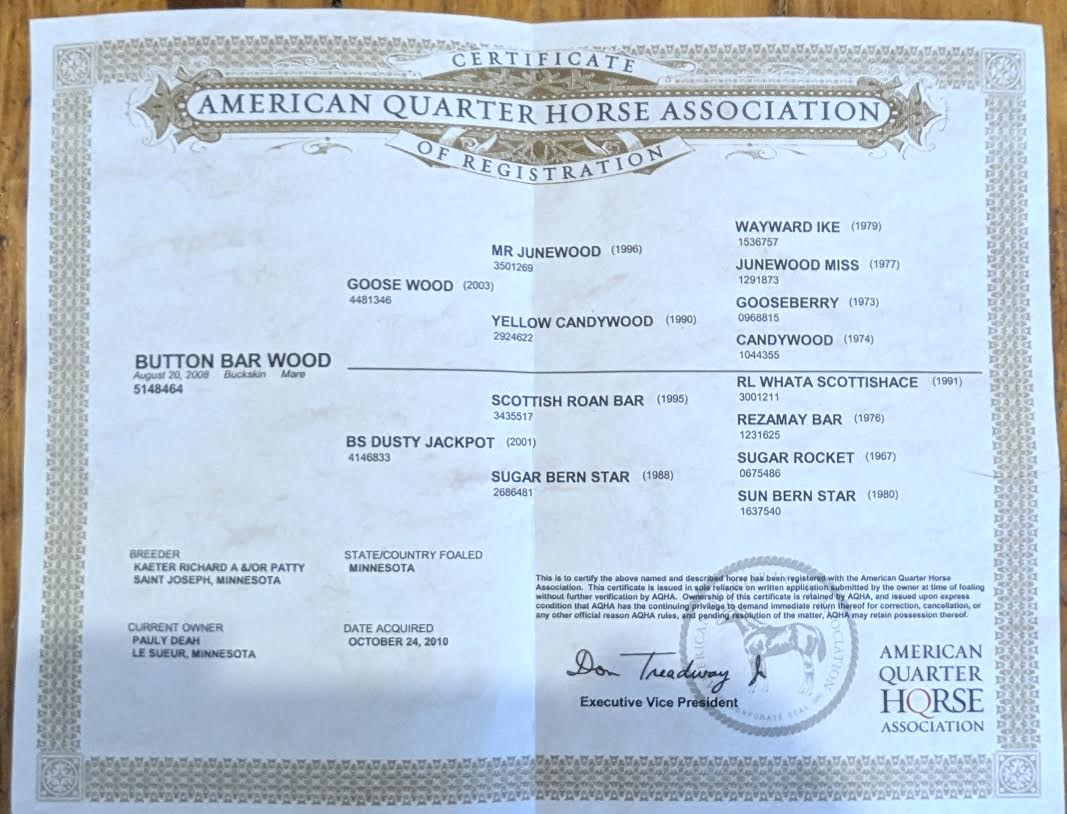 CERTIFICATE
AMERICAN QUARTER HORSE ASSOCIATION
OF REGISTRATION
WAYWARD IKE (1979)
1536757
MR JUNEWOOD (1996)
3501269
JUNEWOOD MISS (1977)
1291873
GOOSE WOOD (2003)
4481346
GOOSEBERRY (1973)
0968815
YELLOW CANDYWOOD (1990)
2924622
CANDYWOOD (1974)
1044355
BUTTON BAR WOOD
August 20, 2008 Buckskin Mare
5148464
RL WHATA SCOTTISHACE (1991)
3001211
SCOTTISH ROAN BAR (1995)
3435517
REZAMAY BAR (1976)
1231625
BS DUSTY JACKPOT (2001)
4146833
SUGAR ROCKET (1967)
0675486
SUGAR BERN STAR (1988)
2686481
SUN BERN STAR (1980)
1637540
BREEDER
KAETER RICHARD A &/OR PATTY
SAINT JOSEPH, MINNESOTA
STATE/COUNTRY FOALED
MINNESOTA
CURRENT OWNER
PAULY DEAH
LE SUEUR, MINNESOTA
DATE ACQUIRED
OCTOBER 24, 2010
This is to certify the above named and described horse has been registered with the American Quarter Horse
Association. This certificate is issued in sole reliance on written application submitted by the owner at time of foaling
without further verification by AQHA. Ownership of this certificate is retained by AQHA, and issued upon express
condition that AQHA has the continuing privilege to demand immediate return thereof for correction, cancellation, or
any other official reason AQHA rules, and pending resolution of the matter, AQHA may retain possession thereof.
Don Treadway Jr
Executive Vice President
CORPORATE SEAL
AMERICAN
QUARTER
HORSE
ASSOCIATION